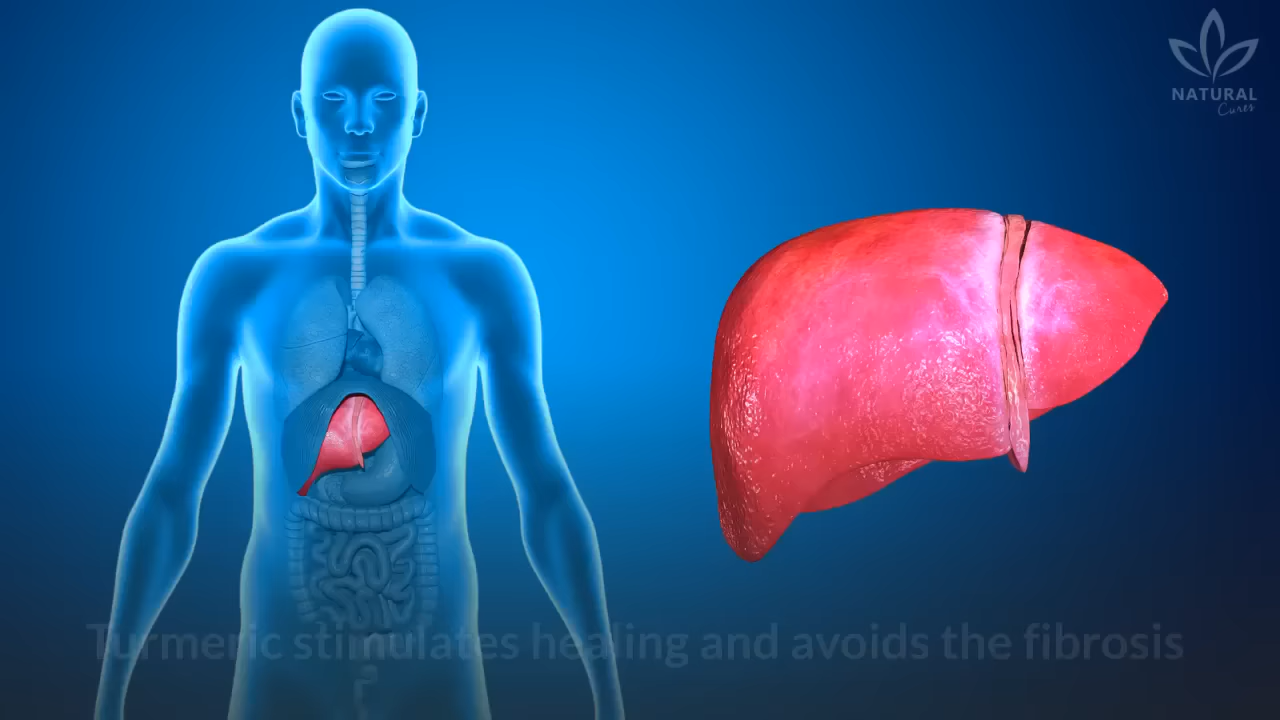 NATURAL
Cures
Turmeric stimulates healing and avoids the fibrosis